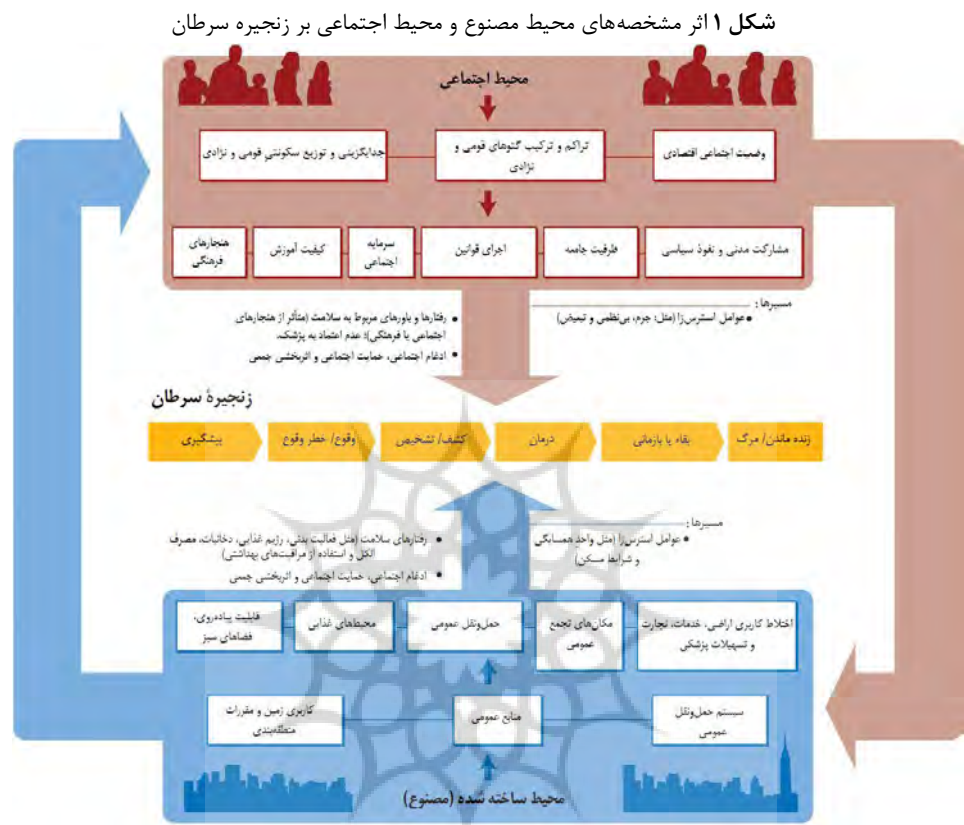 شکل ۱ اثر مشخصه‌های محیط مصنوع و محیط اجتماعی بر زنجیره سرطان
محیط اجتماعی
وضعیت اجتماعی اقتصادی
تراکم و ترکیب گتوهای قومی و
نژادی
جدایگزینی و توزیع سکونتی قومی و نژادی
مشارکت مدنی و نفوذ سیاسی
ظرفیت جامعه
اجرای قوانین
سرمایه
اجتماعی
کیفیت آموزش
هنجارهای
فرهنگی
مسیرها:
• عوامل استرس‌زا (مثل: جرم، بی‌نظمی و تبعیض)
• رفتارها و باورهای مربوط به سلامت (متأثر از هنجارهای
اجتماعی یا فرهنگی)؛ عدم اعتماد به پزشک.
• ادغام اجتماعی، حمایت اجتماعی و اثربخشی جمعی
زنجیرهٔ سرطان
پیشگیری
وقوع/ خطر وقوع
کشف/ تشخیص
درمان
بقاء یا بازمانی
زنده ماندن/ مرگ
مسیرها:
• عوامل استرس‌زا (مثل واحد همسایگی
و شرایط مسکن)
• رفتارهای سلامت (مثل فعالیت بدنی، رژیم غذایی، دخانیات، مصرف
الکل و استفاده از مراقبت‌های بهداشتی)
• ادغام اجتماعی، حمایت اجتماعی و اثربخشی جمعی
اختلاط کاربری اراضی، خدمات، تجارت
و تسهیلات پزشکی
مکان‌های تجمع
عمومی
حمل‌ونقل عمومی
محیط‌های غذایی
قابلیت پیاده‌روی،
فضاهای سبز
سیستم حمل‌ونقل
عمومی
منابع عمومی
کاربری زمین و مقررات
منطقه‌بندی
محیط ساخته شده (مصنوع)